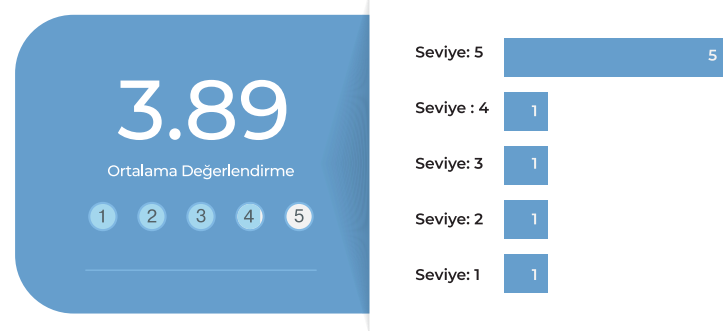 3.89
Ortalama Değerlendirme
1 2 3 4 5
Seviye: 5 5
Seviye : 4 1
Seviye: 3 1
Seviye: 2 1
Seviye: 1 1